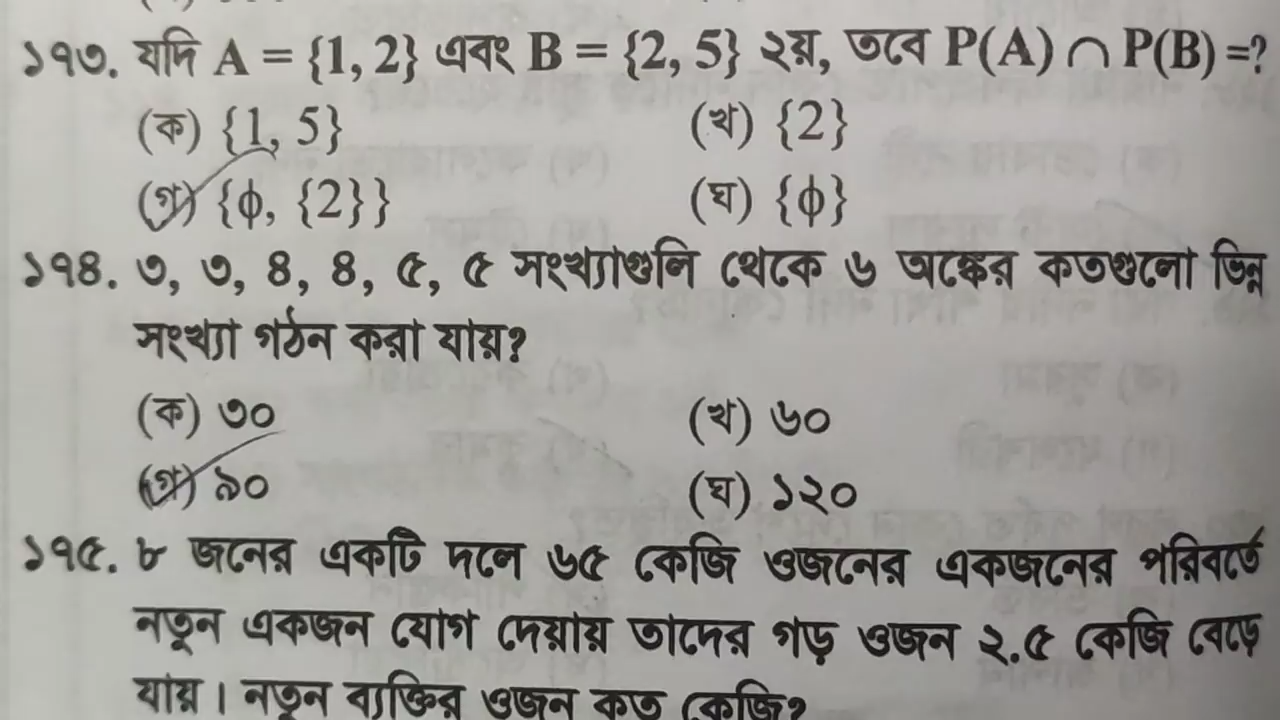 ১৭৩. যদি A = {1, 2} এবং B = {2, 5} ২য়, তবে P(A) ∩ P(B) =?
(ক) {1, 5} (খ) {2}
(গ) {ϕ, {2}} (ঘ) {ϕ}
১৭৪. ৩, ৩, ৪, ৪, ৫, ৫ সংখ্যাগুলি থেকে ৬ অঙ্কের কতগুলো ভিন্ন
সংখ্যা গঠন করা যায়?
(ক) ৩০ (খ) ৬০
(গ) ৯০ (ঘ) ১২০
১৭৫. ৮ জনের একটি দলে ৬৫ কেজি ওজনের একজনের পরিবর্তে
নতুন একজন যোগ দেয়ায় তাদের গড় ওজন ২.৫ কেজি বেড়ে
যায়। নতুন ব্যক্তির ওজন কত কেজি?